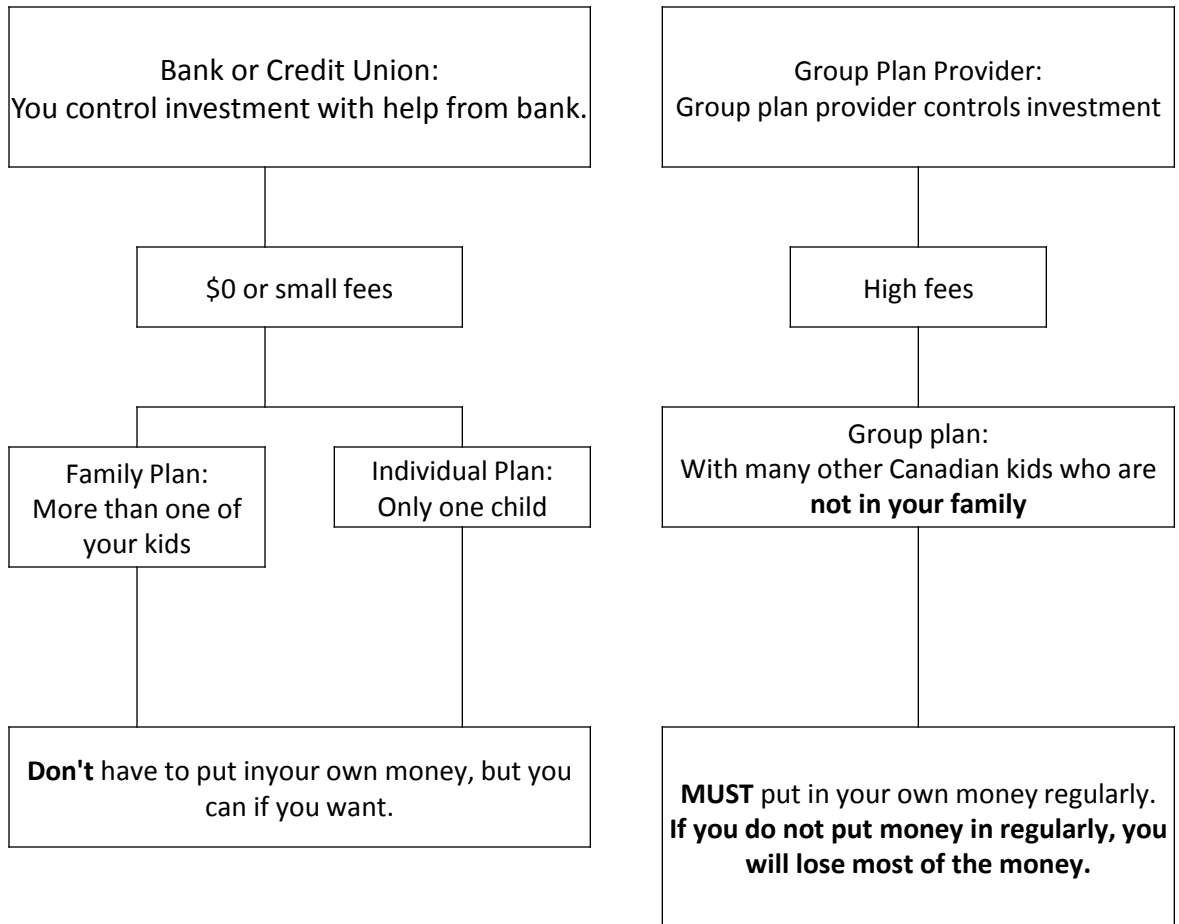 Bank or Credit Union:
You control investment with help from bank.
Group Plan Provider:
Group plan provider controls investment
$0 or small fees
High fees
Family Plan:
More than one of
your kids
Individual Plan:
Only one child
Group plan:
With many other Canadian kids who are
not in your family
Don't have to put inyour own money, but you
can if you want.
MUST put in your own money regularly.
If you do not put money in regularly, you
will lose most of the money.